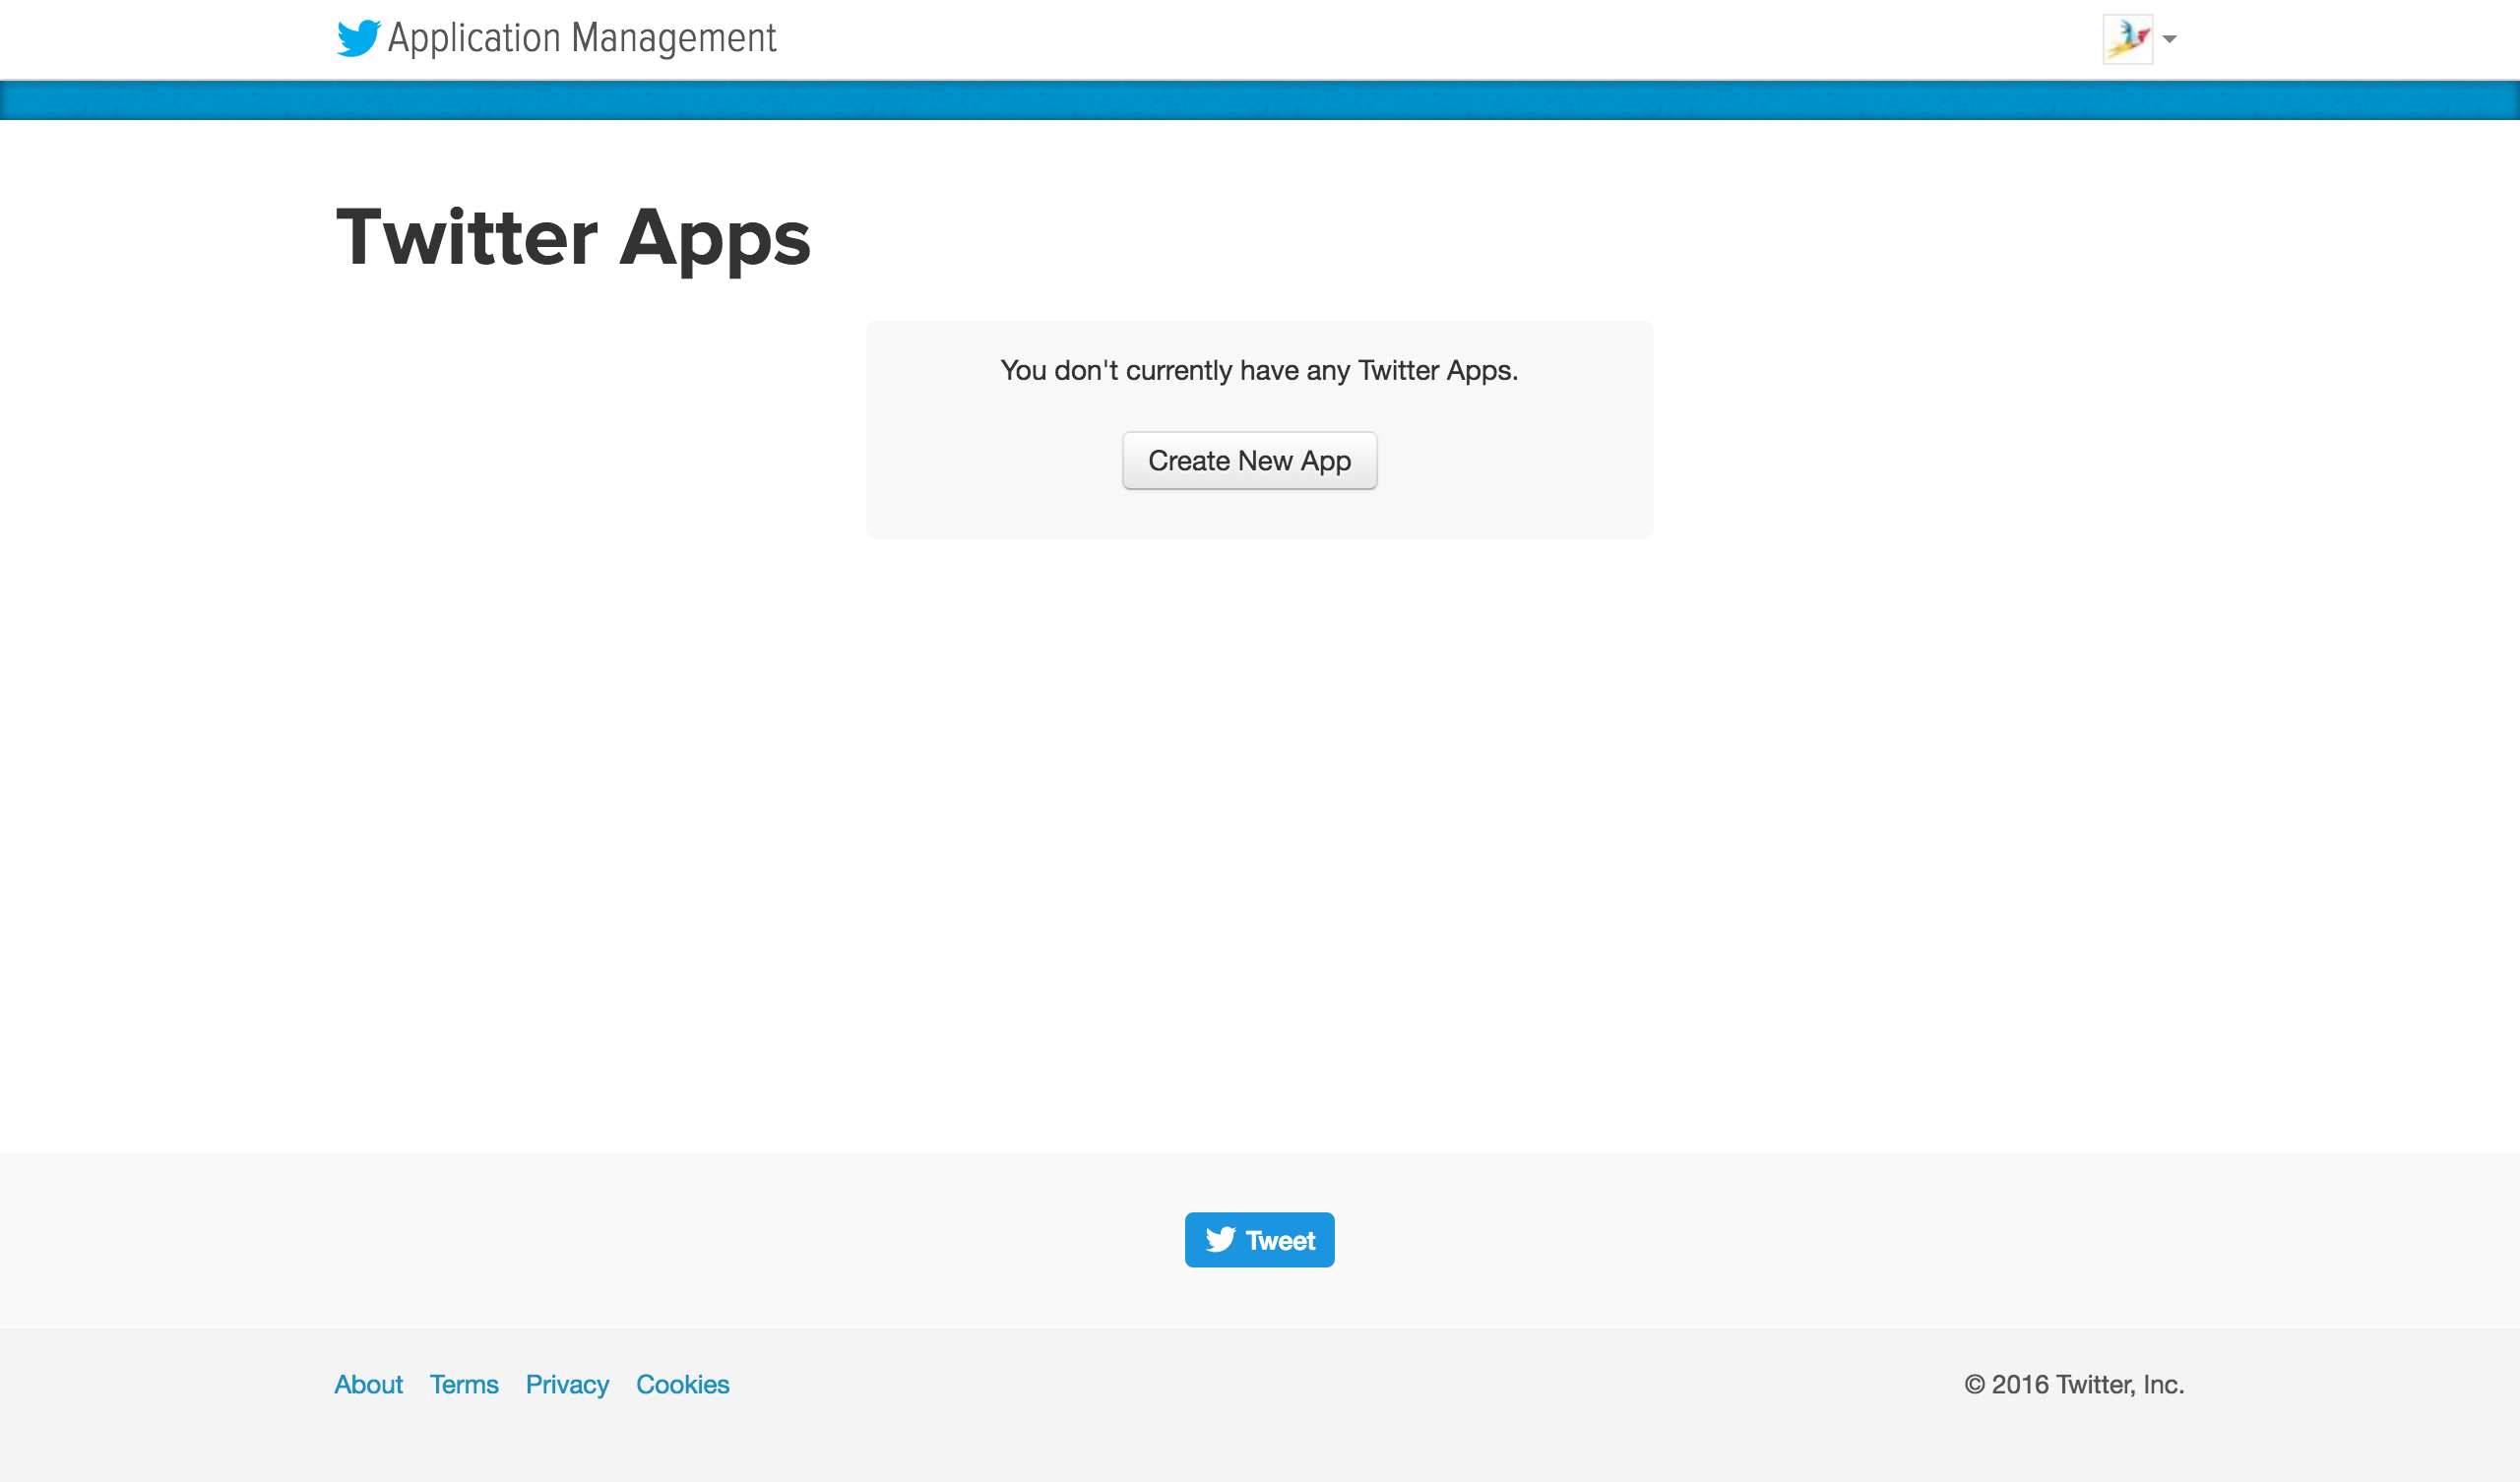 Application Management
Twitter Apps
You don't currently have any Twitter Apps.
Create New App
Tweet
About Terms Privacy Cookies © 2016 Twitter, Inc.